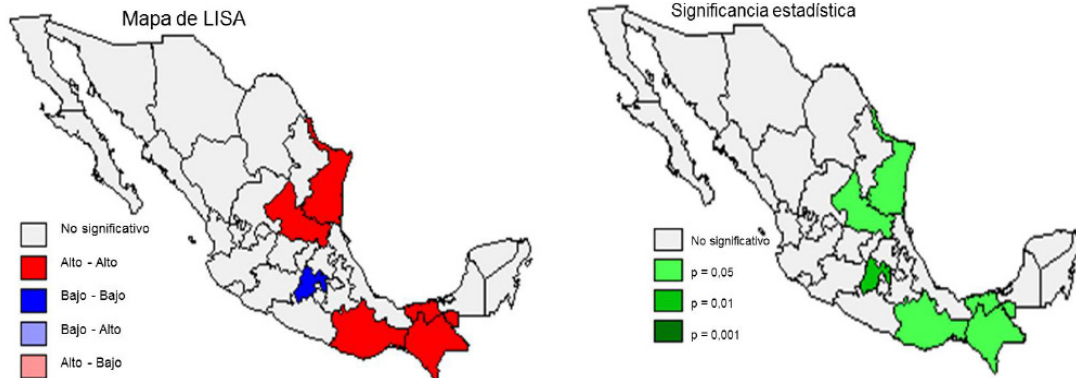 Mapa de LISA
No significativo
Alto - Alto
Bajo - Bajo
Bajo - Alto
Alto - Bajo
Significancia estadística
No significativo
p = 0.05
p = 0.01
p = 0.001